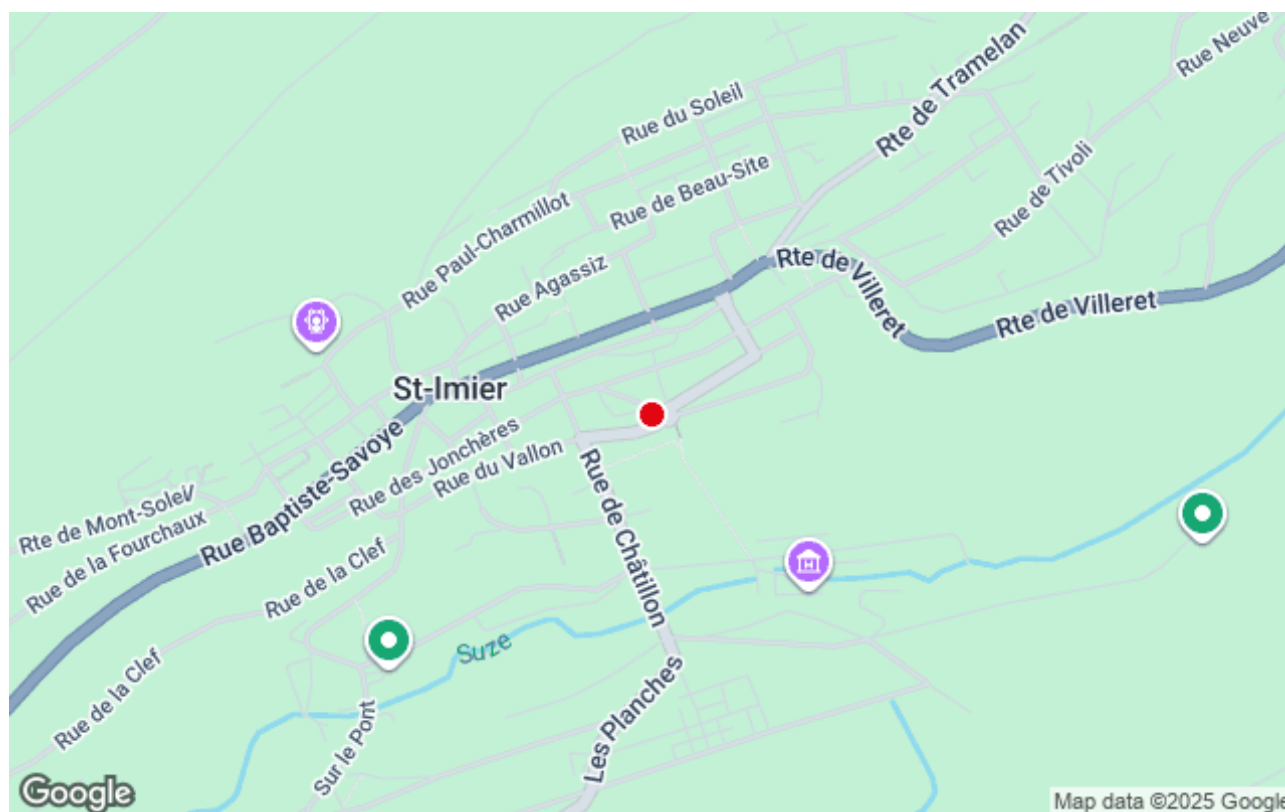 Rue Neuve
Rte de Tramelan
Rue du Soleil
Rue de Tivoli
Rue de Beau-Site
Rue Paul-Charmillot
Rue Agassiz
Rte de Villeret
Rte de Villeret
St-Imier
Rue des Jonchères
Rue du Vallon
Rue Baptiste-Savoye
Rte de Mont-Soleil
Rue de la Fourchaux
Rue de la Clef
Rue de Châtillon
Suze
Rue de la Clef
Sur le Pont
Les Planches
Google
Map data ©2025 Google